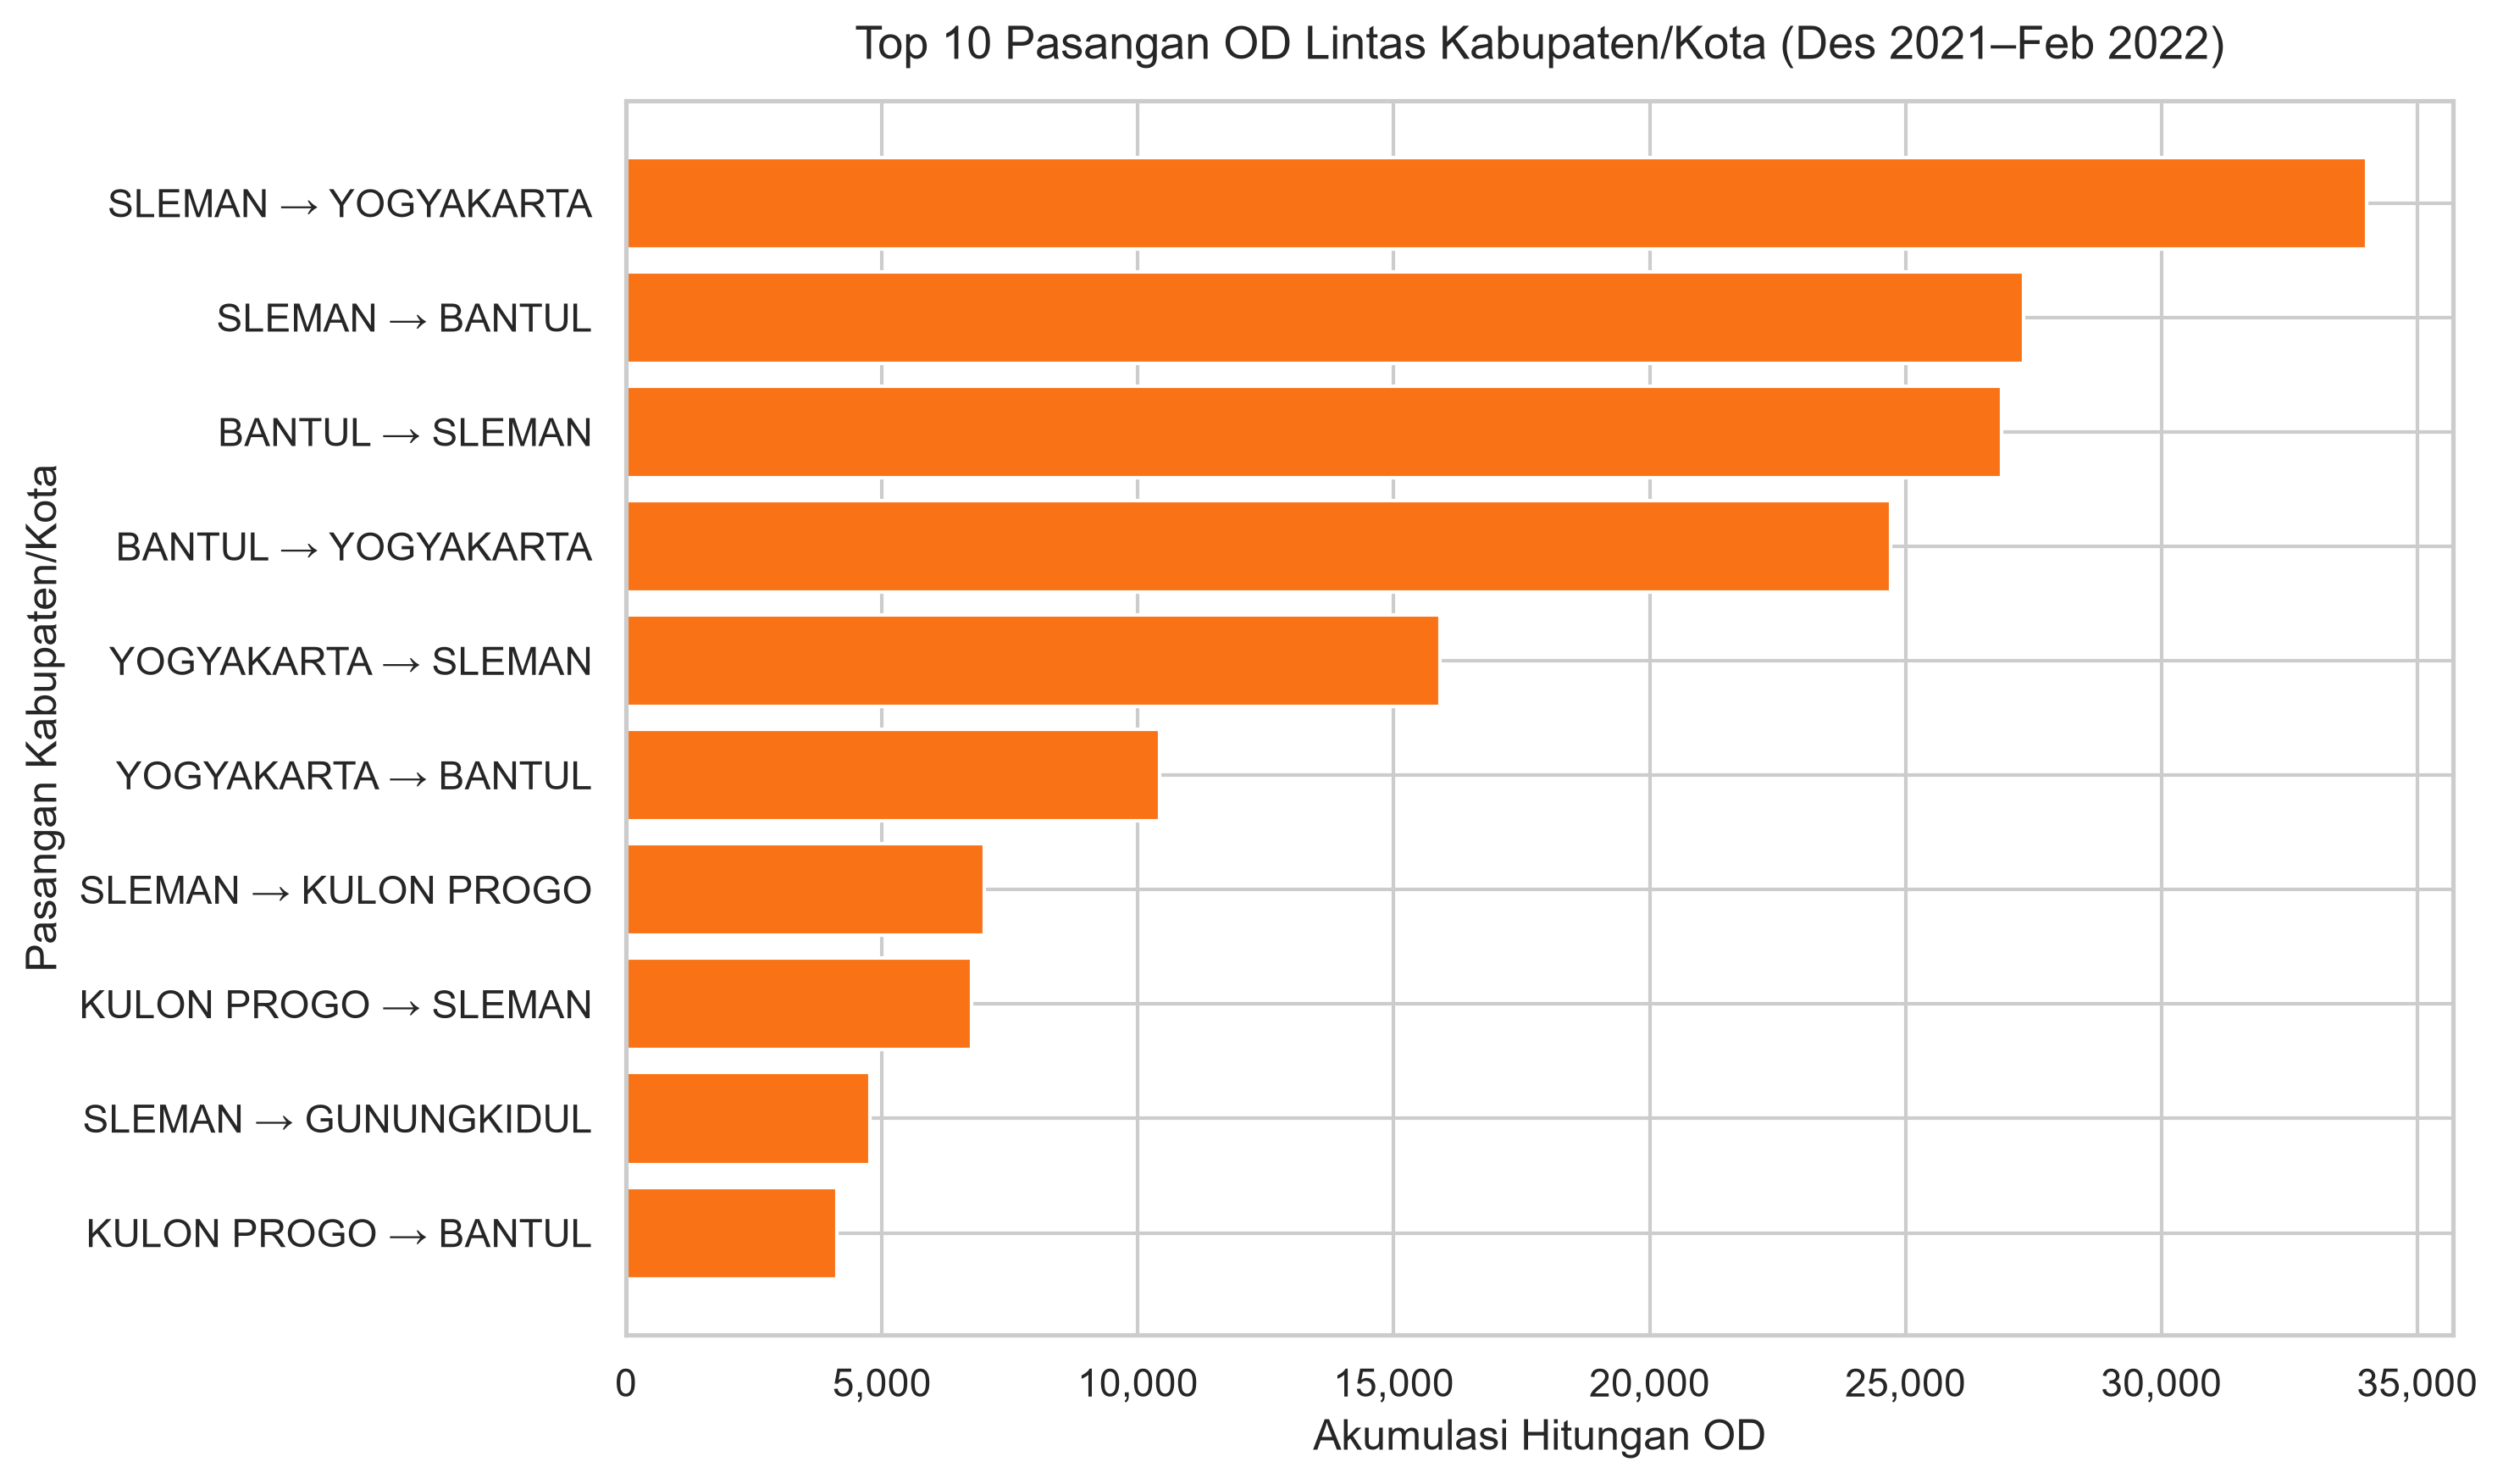 Top 10 Pasangan OD Lintas Kabupaten/Kota (Des 2021–Feb 2022)
Pasangan Kabupaten/Kota
SLEMAN → YOGYAKARTA
SLEMAN → BANTUL
BANTUL → SLEMAN
BANTUL → YOGYAKARTA
YOGYAKARTA → SLEMAN
YOGYAKARTA → BANTUL
SLEMAN → KULON PROGO
KULON PROGO → SLEMAN
SLEMAN → GUNUNGKIDUL
KULON PROGO → BANTUL
0 5,000 10,000 15,000 20,000 25,000 30,000 35,000
Akumulasi Hitungan OD